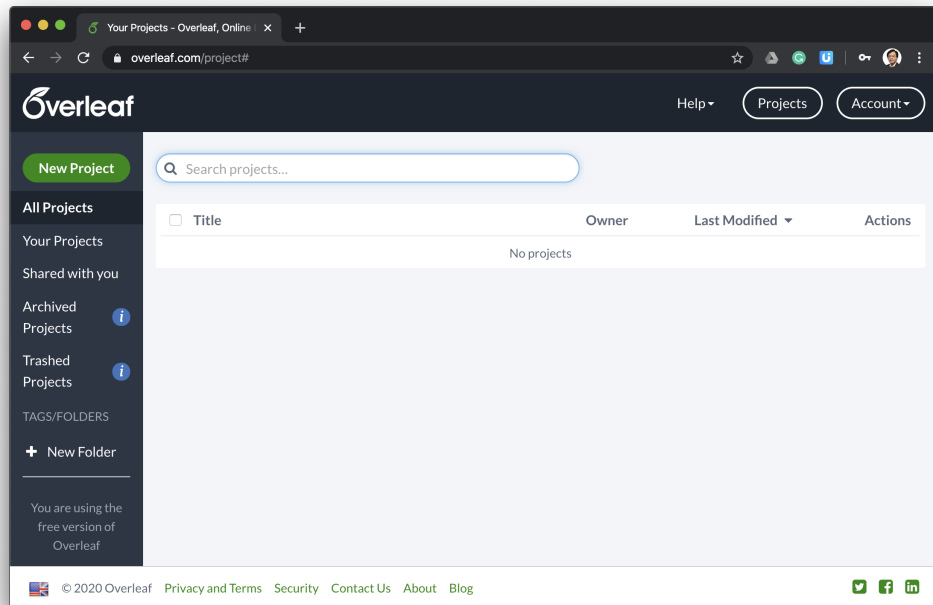 Your Projects - Overleaf, Online
overleaf.com/project#
Overleaf
Help
Projects
Account
New Project
Search projects...
All Projects
Title
Owner
Last Modified
Actions
Your Projects
No projects
Shared with you
Archived
Projects
Trashed
Projects
TAGS/FOLDERS
New Folder
You are using the
free version of
Overleaf
© 2020 Overleaf Privacy and Terms Security Contact Us About Blog